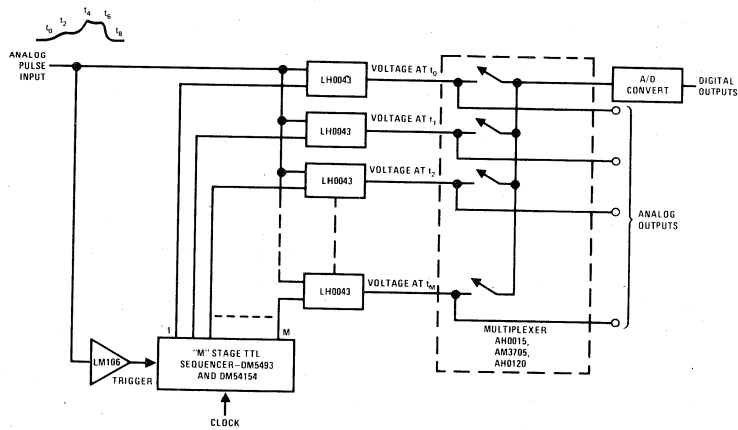 t0 t2 t4 t6 t8
ANALOG
PULSE
INPUT
LH0043
VOLTAGE AT t0
A/D
CONVERT
DIGITAL
OUTPUTS
LH0043
VOLTAGE AT t1
LH0043
VOLTAGE AT t2
ANALOG
OUTPUTS
LH0043
VOLTAGE AT tM
1
M
MULTIPLEXER
AH0015,
AM3705,
AH0120
LM106
TRIGGER
"M" STAGE TTL
SEQUENCER–DM5493
AND DM54154
CLOCK